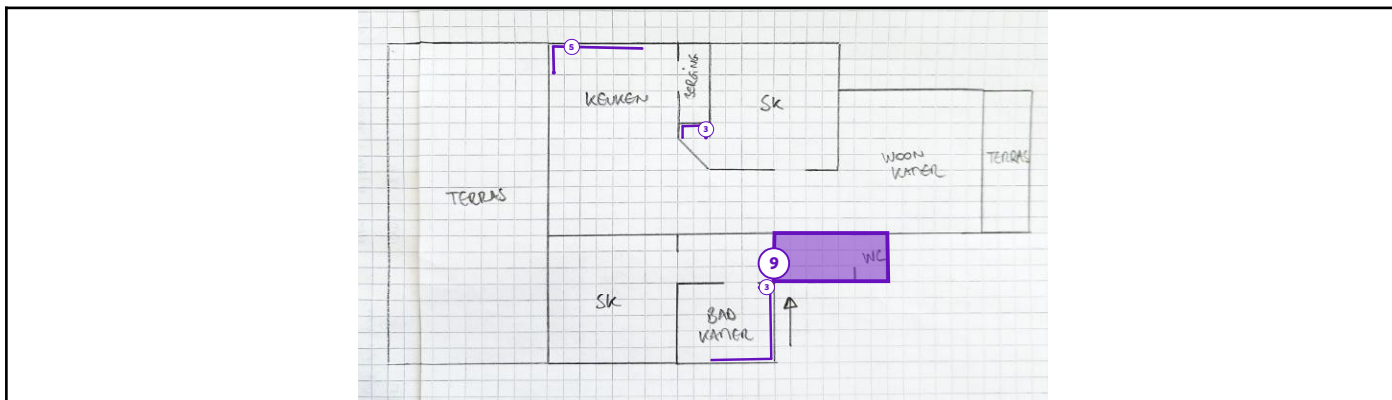 5
KEUKEN
BERGING
SK
3
WOON
KAMER
TERRAS
TERRAS
9
WC
3
SK
BAD
KAMER